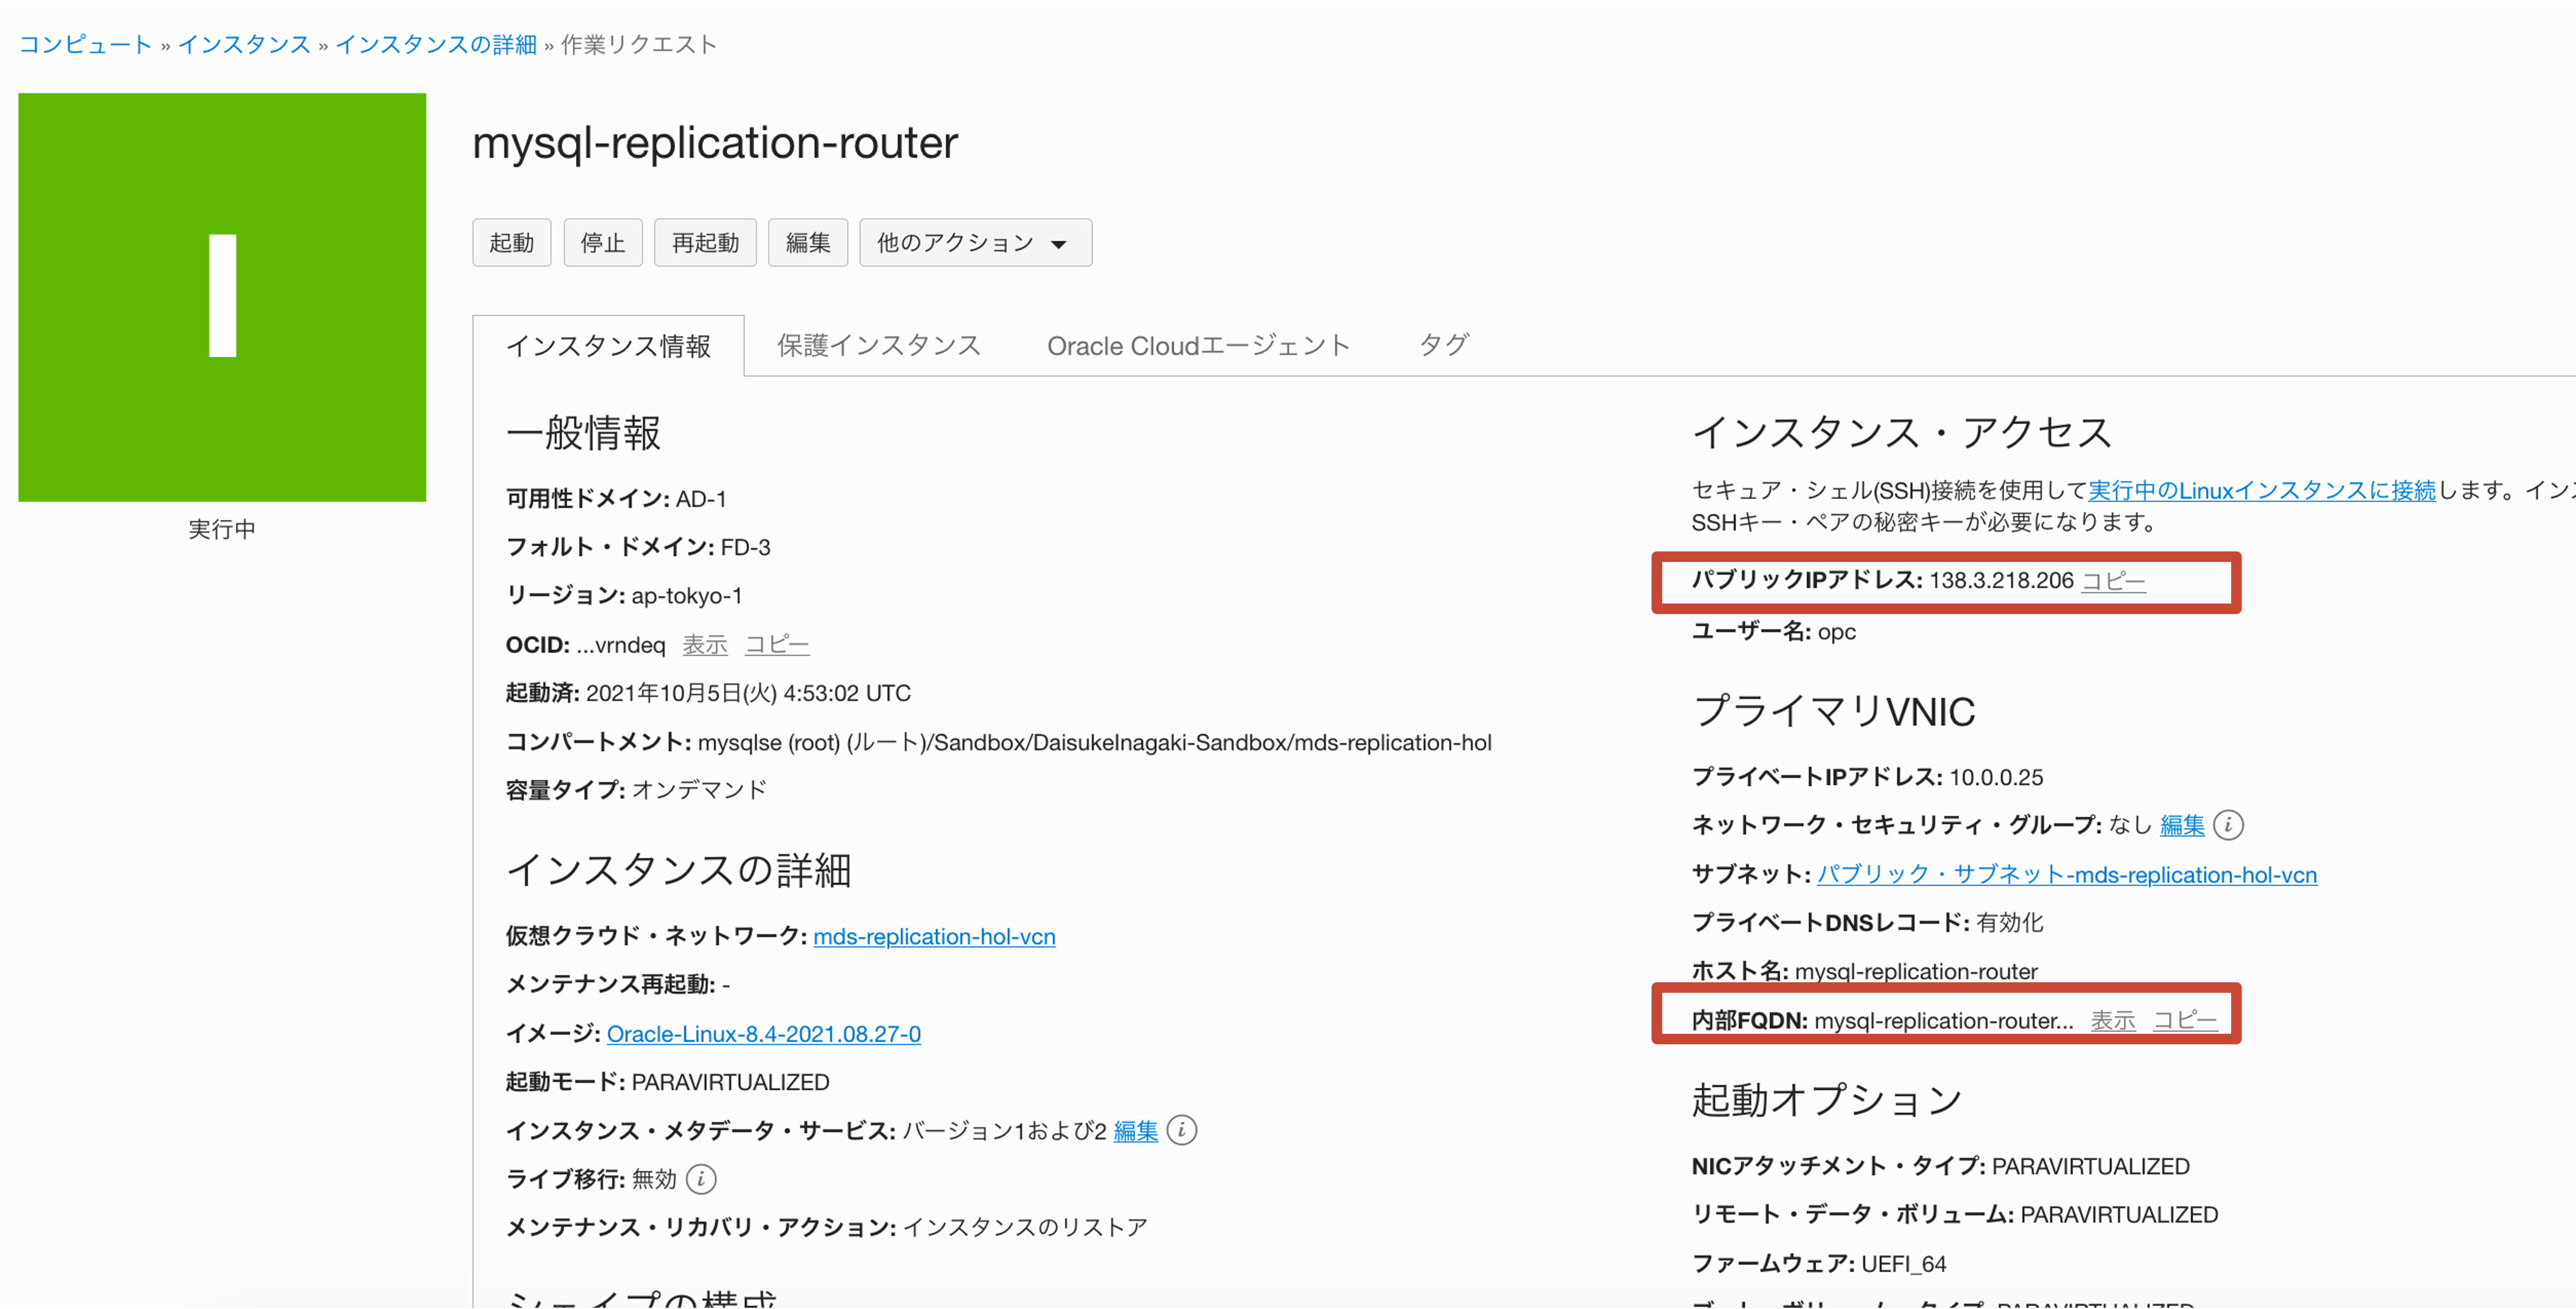 コンピュート » インスタンス » インスタンスの詳細 » 作業リクエスト
I
実行中
mysql-replication-router
起動 停止 再起動 編集 他のアクション
インスタンス情報 保護インスタンス Oracle Cloudエージェント タグ
一般情報
可用性ドメイン: AD-1
フォルト・ドメイン: FD-3
リージョン: ap-tokyo-1
OCID: ...vrndeq 表示 コピー
起動済: 2021年10月5日(火) 4:53:02 UTC
コンパートメント: mysqlse (root) (ルート)/Sandbox/DaisukeInagaki-Sandbox/mds-replication-hol
容量タイプ: オンデマンド
インスタンスの詳細
仮想クラウド・ネットワーク: mds-replication-hol-vcn
メンテナンス再起動: -
イメージ: Oracle-Linux-8.4-2021.08.27-0
起動モード: PARAVIRTUALIZED
インスタンス・メタデータ・サービス: バージョン1および2 編集 i
ライブ移行: 無効 i
メンテナンス・リカバリ・アクション: インスタンスのリストア
シェイプの構成
インスタンス・アクセス
セキュア・シェル(SSH)接続を使用して実行中のLinuxインスタンスに接続します。イン
SSHキー・ペアの秘密キーが必要になります。
パブリックIPアドレス: 138.3.218.206 コピー
ユーザー名: opc
プライマリVNIC
プライベートIPアドレス: 10.0.0.25
ネットワーク・セキュリティ・グループ: なし 編集 i
サブネット: パブリック・サブネット-mds-replication-hol-vcn
プライベートDNSレコード: 有効化
ホスト名: mysql-replication-router
内部FQDN: mysql-replication-router... 表示 コピー
起動オプション
NICアタッチメント・タイプ: PARAVIRTUALIZED
リモート・データ・ボリューム: PARAVIRTUALIZED
ファームウェア: UEFI_64
ブート・ボリューム・タイプ: PARAVIRTUALIZED